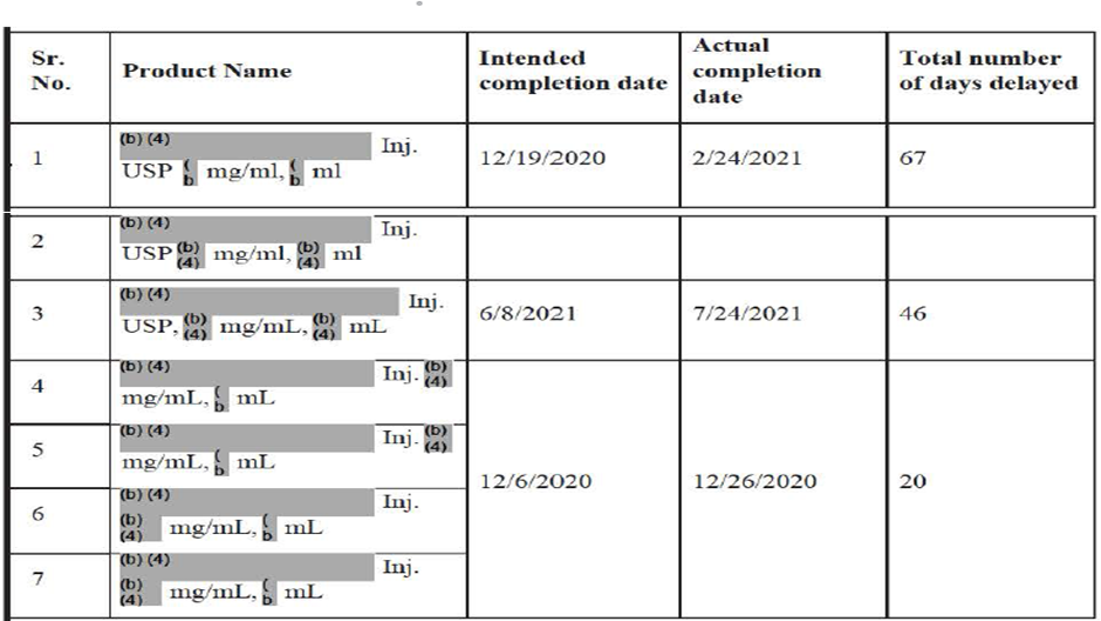 Sr. No.
Product Name
Intended completion date
Actual completion date
Total number of days delayed
1
(b) (4) Inj.
USP ( b mg/ml, ( b ml
12/19/2020
2/24/2021
67
2
(b) (4) Inj.
USP (b) (4) mg/ml, (b) (4) ml
3
(b) (4) Inj.
USP, (b) (4) mg/mL, (b) (4) mL
6/8/2021
7/24/2021
46
4
(b) (4) Inj. (b) (4)
mg/mL, ( b mL
5
(b) (4) Inj. (b) (4)
mg/mL, ( b mL
12/6/2020
12/26/2020
20
6
(b) (4) Inj.
(b) (4) mg/mL, ( b mL
7
(b) (4) Inj.
(b) (4) mg/mL, ( b mL